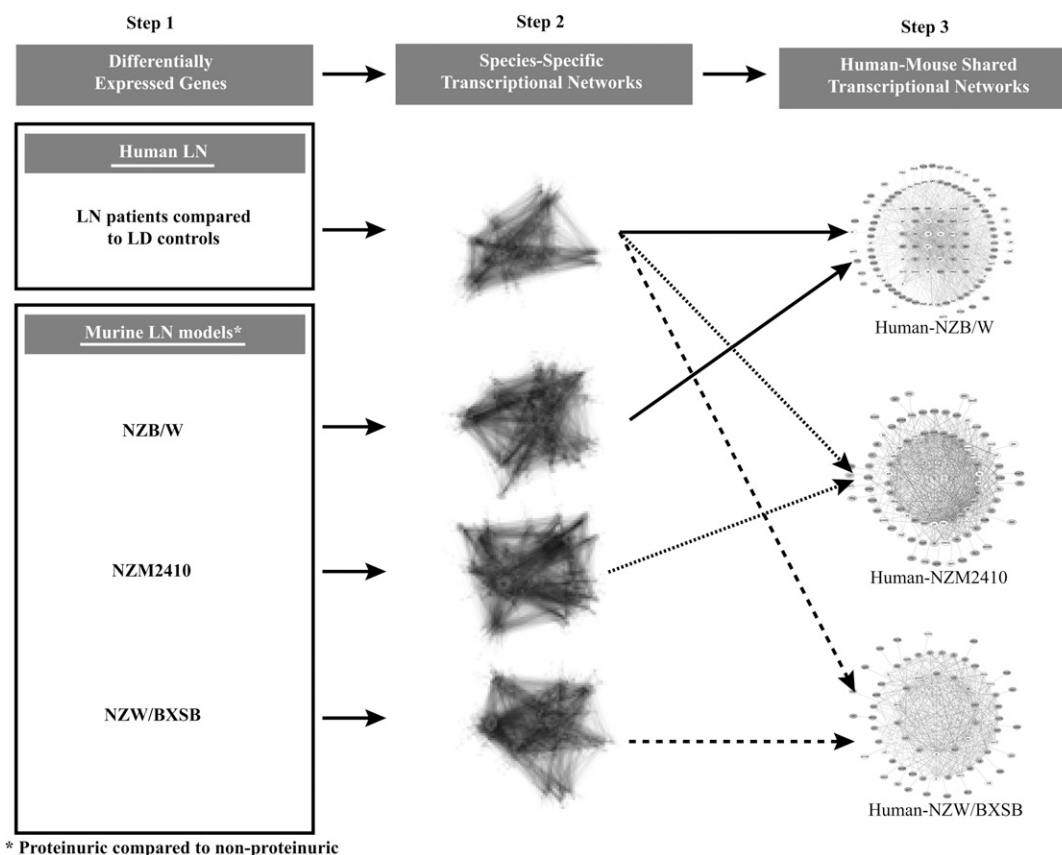 Step 1
Step 2
Step 3
Differentially
Expressed Genes
Species-Specific
Transcriptional Networks
Human-Mouse Shared
Transcriptional Networks
Human LN
LN patients compared
to LD controls
Murine LN models*
NZB/W
NZM2410
NZW/BXSB
Human-NZB/W
Human-NZM2410
Human-NZW/BXSB
* Proteinuric compared to non-proteinuric